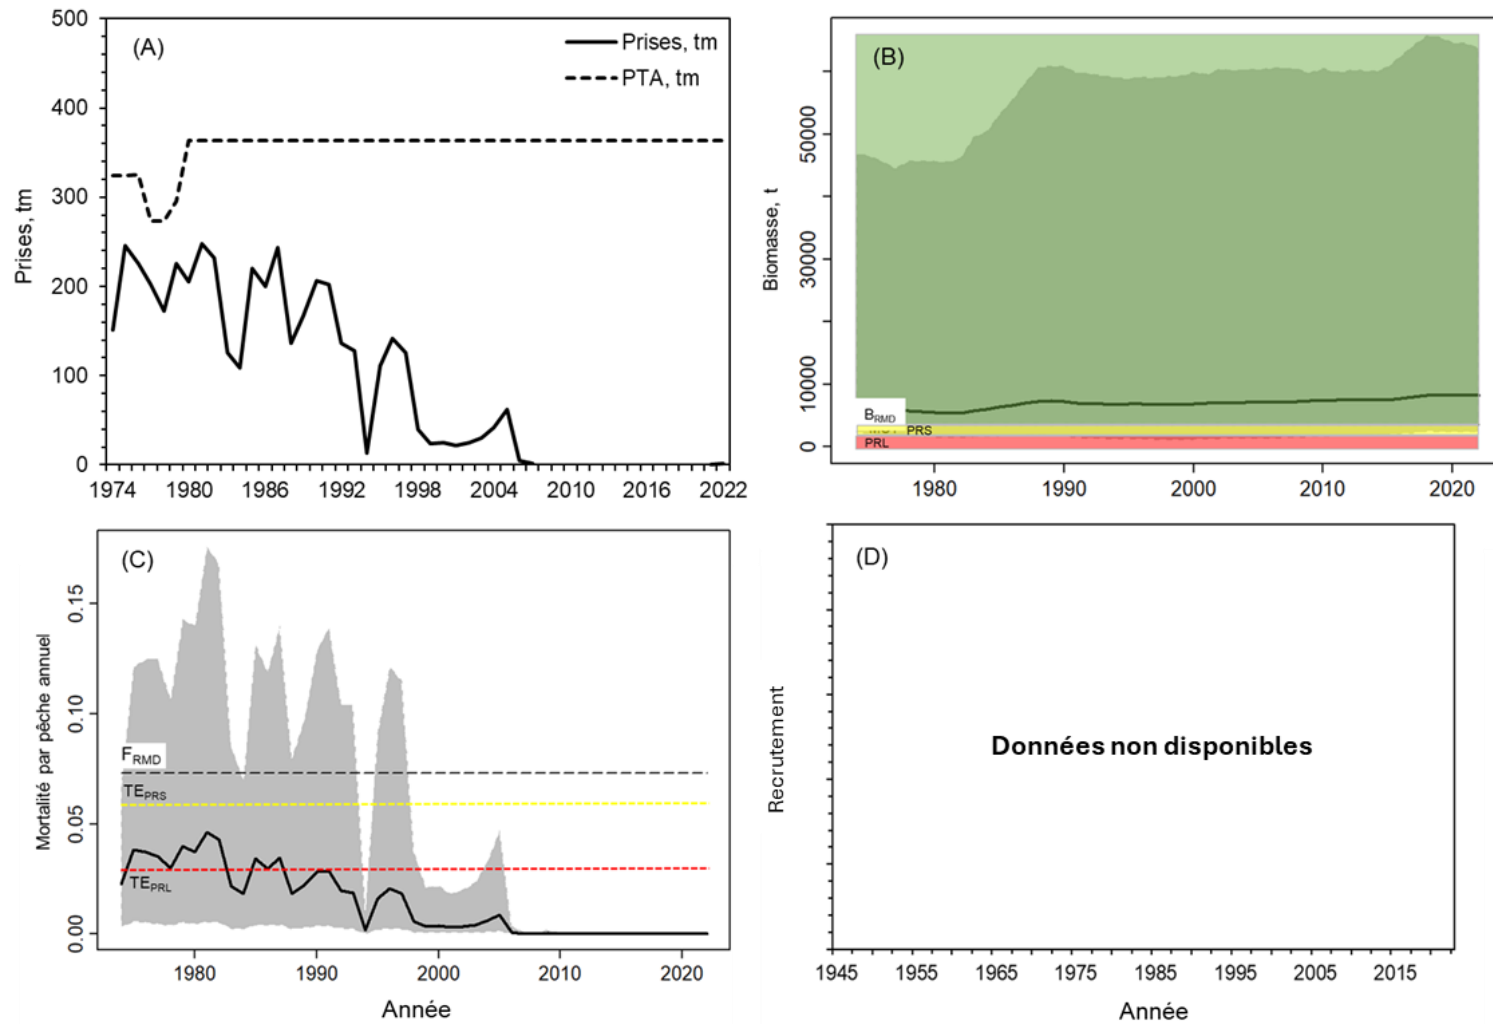 (A)
Prises, tm
PTA, tm
500
400
300
200
100
0
Prises, tm
1974 1980 1986 1992 1998 2004 2010 2016 2022
(B)
Biomasse, t
50000
30000
10000
0
BRMD
PRS
PRL
1980 1990 2000 2010 2020
(C)
Mortalité par pêche annuel
0.15
0.10
0.05
0.00
FRMD
TEPRS
TEPRL
1980 1990 2000 2010 2020
Année
(D)
Recrutement
Données non disponibles
1945 1955 1965 1975 1985 1995 2005 2015
Année